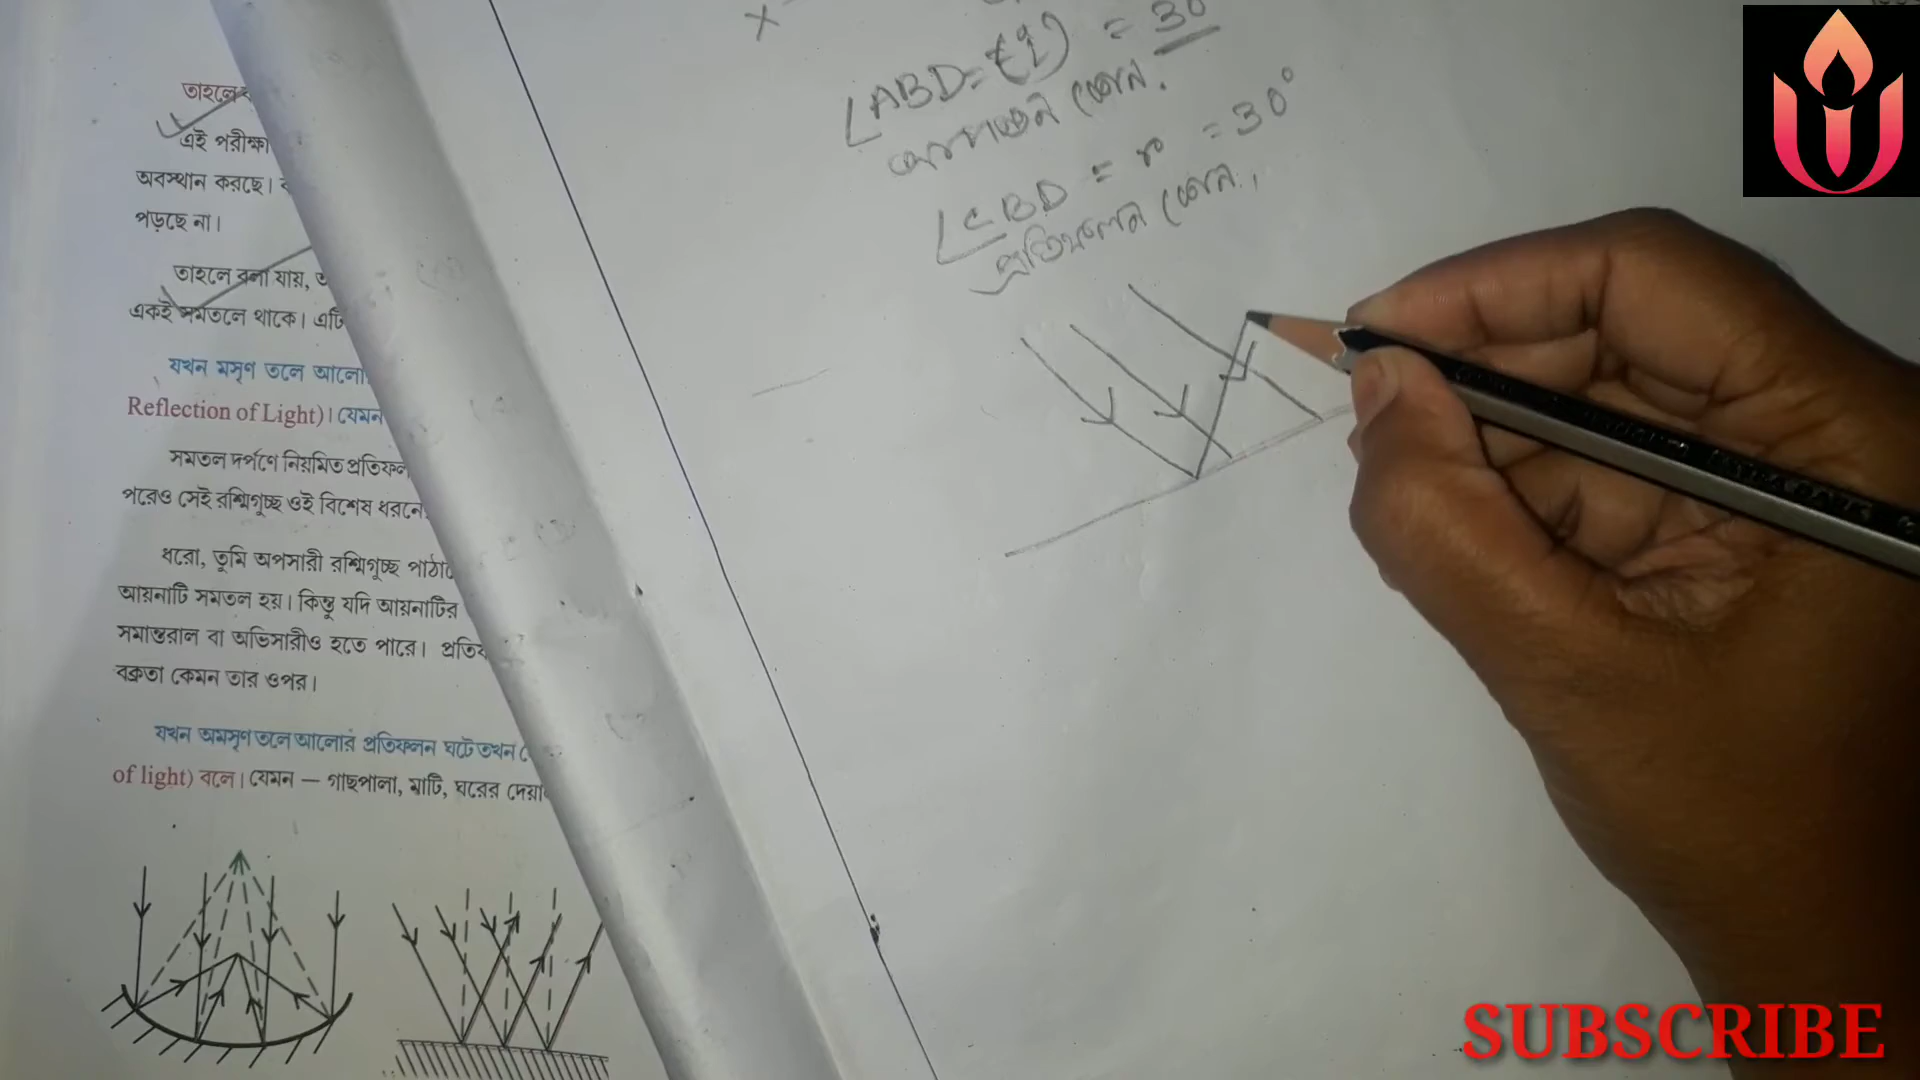 তাহলে
এই পরীক্ষা
অবস্থান করছে।
পড়ছে না।
তাহলে বলা যায়,
একই সমতলে থাকে। এটি
যখন মসৃণ তলে আলো
Reflection of Light)। যেমন
সমতল দর্পণে নিয়মিত প্রতিফল
পরেও সেই রশ্মিগুচ্ছ ওই বিশেষ ধরনে
ধরো, তুমি অপসারী রশ্মিগুচ্ছ পাঠা
আয়নাটি সমতল হয়। কিন্তু যদি আয়নাটির
সমান্তরাল বা অভিসারীও হতে পারে। প্রতি
বক্রতা কেমন তার ওপর।
যখন অমসৃণ তলে আলোর প্রতিফলন ঘটে তখন
of light) বলে। যেমন — গাছপালা, মাটি, ঘরের দেয়া
x
∠ABD = (i) = 30
কোন.
∠CBD = r = 30°
প্রতিফলন কোন.
SUBSCRIBE